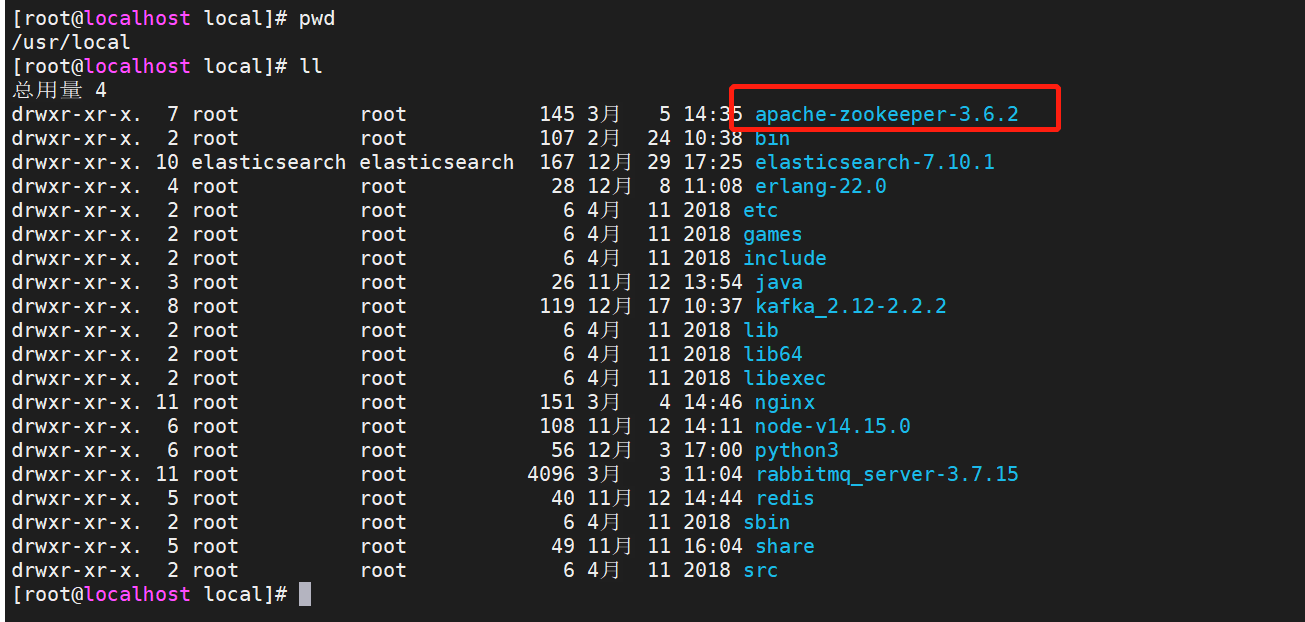 [root@localhost local]# pwd
/usr/local
[root@localhost local]# ll
总用量 4
drwxr-xr-x.  7 root          root           145 3月   5 14:35 apache-zookeeper-3.6.2
drwxr-xr-x.  2 root          root           107 2月  24 10:38 bin
drwxr-xr-x. 10 elasticsearch elasticsearch  167 12月 29 17:25 elasticsearch-7.10.1
drwxr-xr-x.  4 root          root            28 12月  8 11:08 erlang-22.0
drwxr-xr-x.  2 root          root             6 4月  11 2018 etc
drwxr-xr-x.  2 root          root             6 4月  11 2018 games
drwxr-xr-x.  2 root          root             6 4月  11 2018 include
drwxr-xr-x.  3 root          root            26 11月 12 13:54 java
drwxr-xr-x.  8 root          root           119 12月 17 10:37 kafka_2.12-2.2.2
drwxr-xr-x.  2 root          root             6 4月  11 2018 lib
drwxr-xr-x.  2 root          root             6 4月  11 2018 lib64
drwxr-xr-x.  2 root          root             6 4月  11 2018 libexec
drwxr-xr-x. 11 root          root           151 3月   4 14:46 nginx
drwxr-xr-x.  6 root          root           108 11月 12 14:11 node-v14.15.0
drwxr-xr-x.  6 root          root            56 12月  3 17:00 python3
drwxr-xr-x. 11 root          root          4096 3月   3 11:04 rabbitmq_server-3.7.15
drwxr-xr-x.  5 root          root            40 11月 12 14:44 redis
drwxr-xr-x.  2 root          root             6 4月  11 2018 sbin
drwxr-xr-x.  5 root          root            49 11月 11 16:04 share
drwxr-xr-x.  2 root          root             6 4月  11 2018 src
[root@localhost local]#